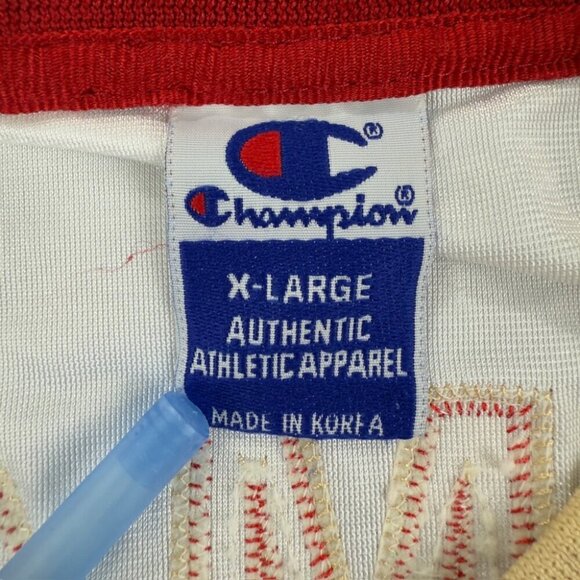 Champion®
X-LARGE
AUTHENTIC
ATHLETIC APPAREL
MADE IN KOREA